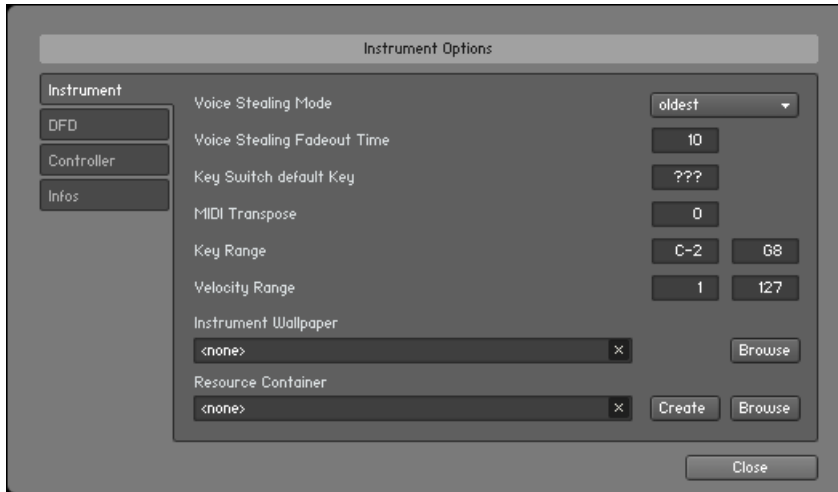 Instrument Options
Instrument
DFD
Controller
Infos
Voice Stealing Mode oldest
Voice Stealing Fadeout Time 10
Key Switch default Key ???
MIDI Transpose 0
Key Range C-2 G8
Velocity Range 1 127
Instrument Wallpaper
<none> × Browse
Resource Container
<none> × Create Browse
Close